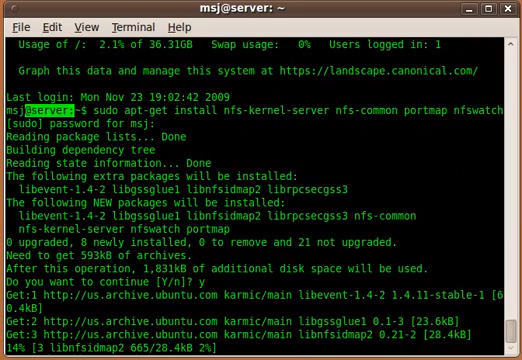 msj@server: ~
File Edit View Terminal Help
Usage of /: 2.1% of 36.31GB Swap usage: 0% Users logged in: 1
Graph this data and manage this system at https://landscape.canonical.com/
Last login: Mon Nov 23 19:02:42 2009
msj@server:~$ sudo apt-get install nfs-kernel-server nfs-common portmap nfswatch
[sudo] password for msj:
Reading package lists... Done
Building dependency tree
Reading state information... Done
The following extra packages will be installed:
libevent-1.4-2 libgssglue1 libnfsidmap2 librpcsecgss3
The following NEW packages will be installed:
libevent-1.4-2 libgssglue1 libnfsidmap2 librpcsecgss3 nfs-common
nfs-kernel-server nfswatch portmap
0 upgraded, 8 newly installed, 0 to remove and 21 not upgraded.
Need to get 593kB of archives.
After this operation, 1,831kB of additional disk space will be used.
Do you want to continue [Y/n]? y
Get:1 http://us.archive.ubuntu.com karmic/main libevent-1.4-2 1.4.11-stable-1 [6
0.4kB]
Get:2 http://us.archive.ubuntu.com karmic/main libgssglue1 0.1-3 [23.6kB]
Get:3 http://us.archive.ubuntu.com karmic/main libnfsidmap2 0.21-2 [28.4kB]
14% [3 libnfsidmap2 665/28.4kB 2%]